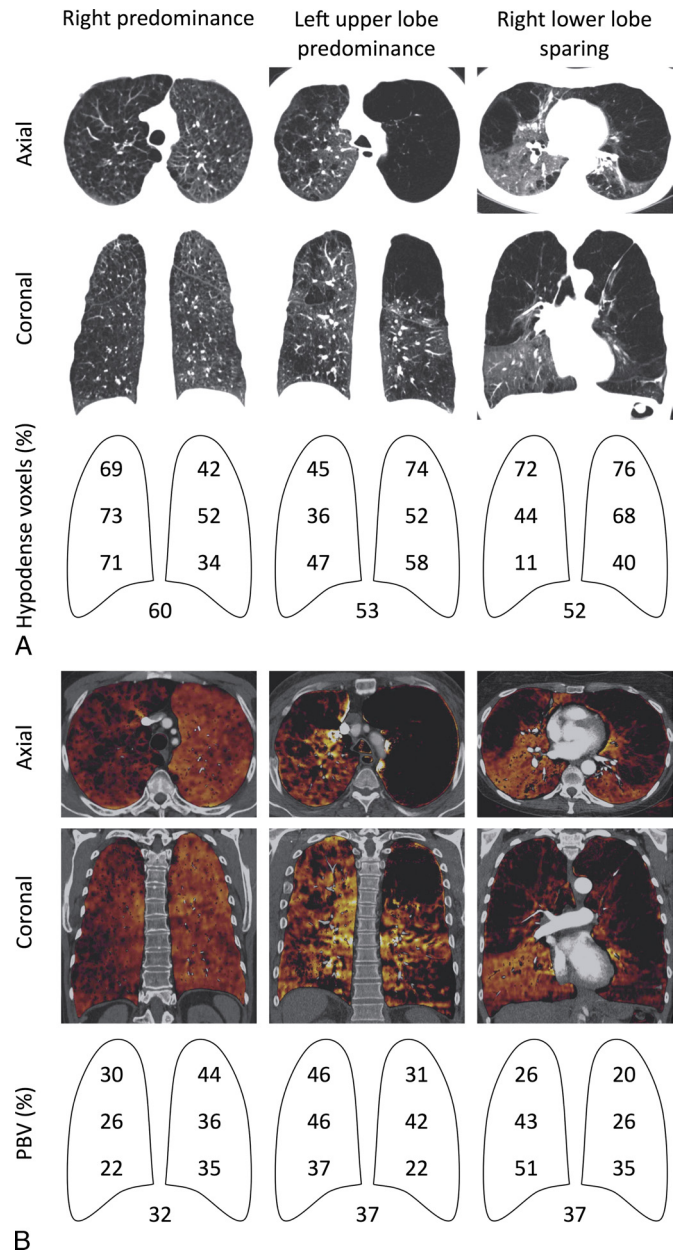 Right predominance
Left upper lobe
predominance
Right lower lobe
sparing
Axial
Coronal
Hypodense voxels (%)
69 42 45 74 72 76
73 52 36 52 44 68
71 34 47 58 11 40
60 53 52
A
Axial
Coronal
PBV (%)
30 44 46 31 26 20
26 36 46 42 43 26
22 35 37 22 51 35
32 37 37
B